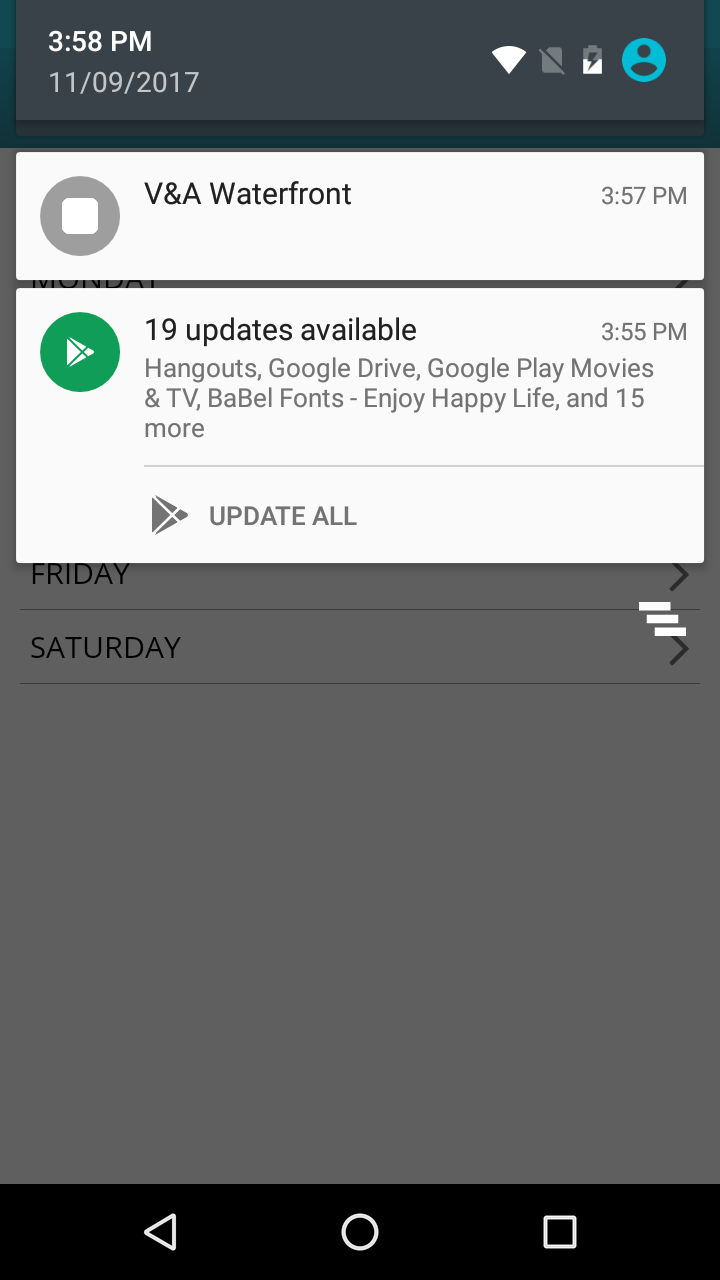 3:58 PM
11/09/2017
V&A Waterfront
3:57 PM
MONDAY
19 updates available
3:55 PM
Hangouts, Google Drive, Google Play Movies
& TV, BaBel Fonts - Enjoy Happy Life, and 15
more
UPDATE ALL
FRIDAY
SATURDAY